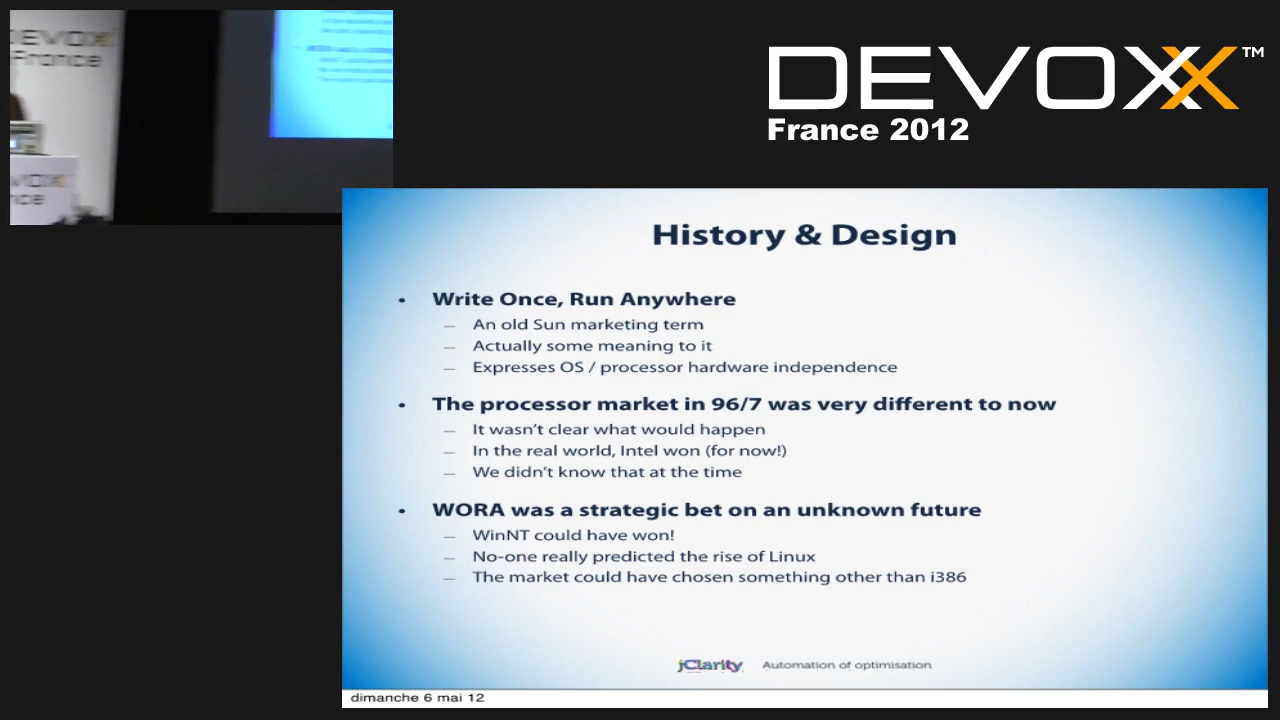 DEVOXX
France
DEVOXX™
France 2012
History & Design
• Write Once, Run Anywhere
— An old Sun marketing term
— Actually some meaning to it
— Expresses OS / processor hardware independence
• The processor market in 96/7 was very different to now
— It wasn't clear what would happen
— In the real world, Intel won (for now!)
— We didn't know that at the time
• WORA was a strategic bet on an unknown future
— WinNT could have won!
— No-one really predicted the rise of Linux
— The market could have chosen something other than i386
jClarity Automation of optimisation
dimanche 6 mai 12